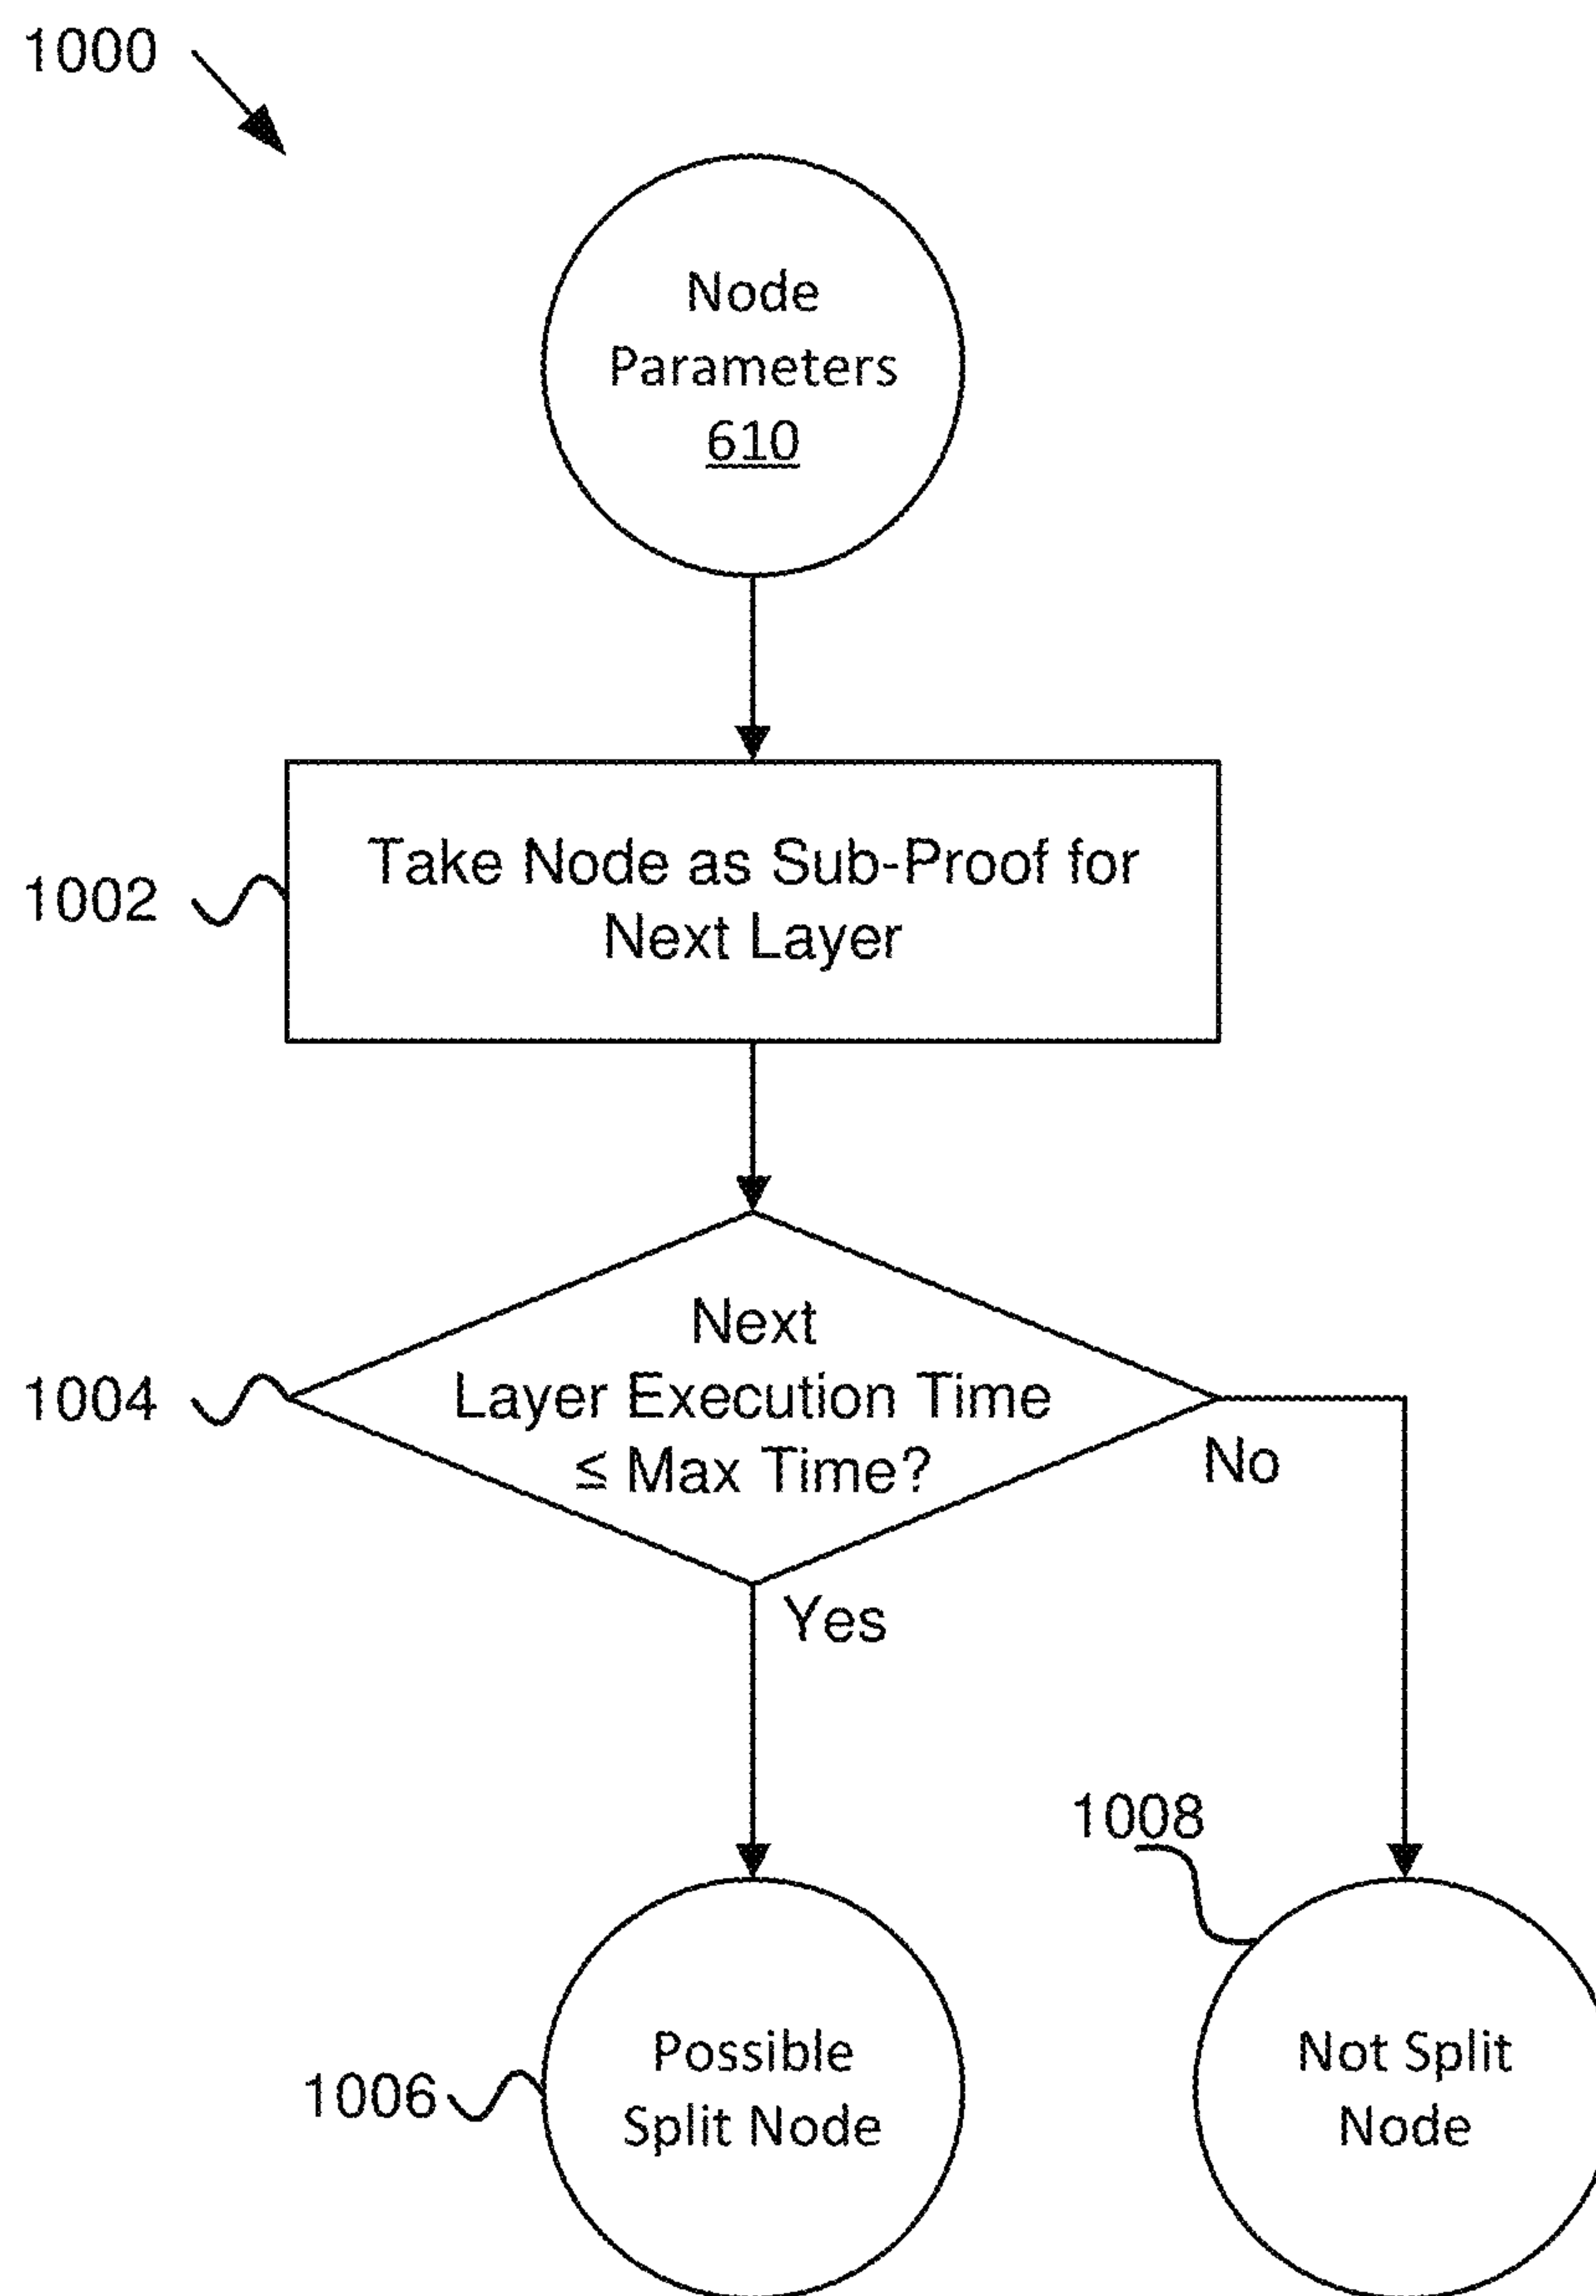 1000
Node
Parameters
610
1002
Take Node as Sub-Proof for
Next Layer
1004
Next
Layer Execution Time
≤ Max Time?
No
Yes
1008
1006
Possible
Split Node
Not Split
Node